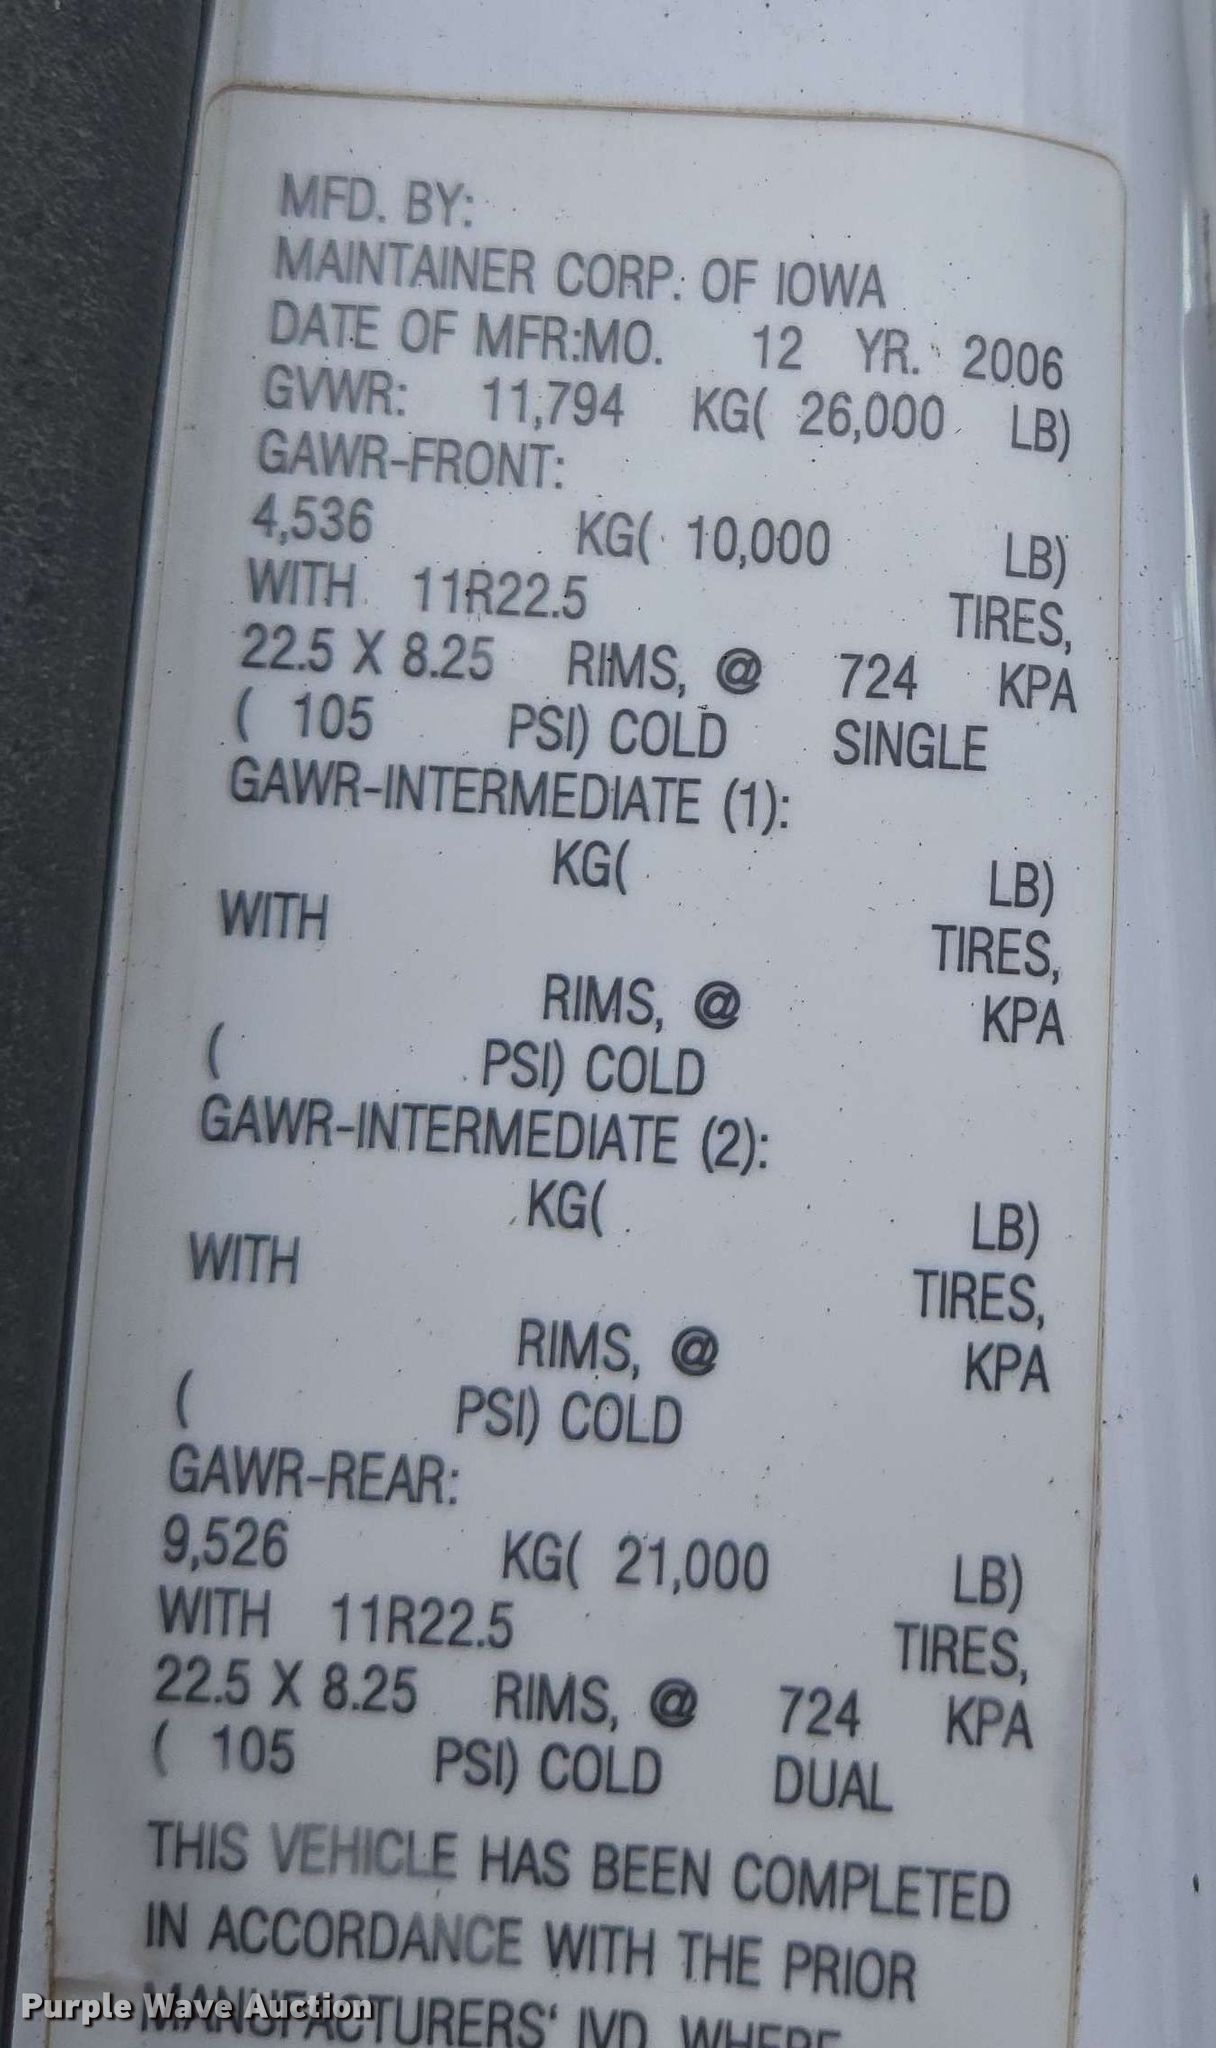 MFD. BY:
MAINTAINER CORP. OF IOWA
DATE OF MFR:MO. 12 YR. 2006
GVWR: 11,794 KG( 26,000 LB)
GAWR-FRONT:
4,536 KG( 10,000 LB)
WITH 11R22.5 TIRES,
22.5 X 8.25 RIMS, @ 724 KPA
( 105 PSI) COLD SINGLE
GAWR-INTERMEDIATE (1):
KG( LB)
WITH TIRES,
RIMS, @ KPA
( PSI) COLD
GAWR-INTERMEDIATE (2):
KG( LB)
WITH TIRES,
RIMS, @ KPA
( PSI) COLD
GAWR-REAR:
9,526 KG( 21,000 LB)
WITH 11R22.5 TIRES,
22.5 X 8.25 RIMS, @ 724 KPA
( 105 PSI) COLD DUAL
THIS VEHICLE HAS BEEN COMPLETED
IN ACCORDANCE WITH THE PRIOR
MANUFACTURERS' IVD, WHERE
Purple Wave Auction